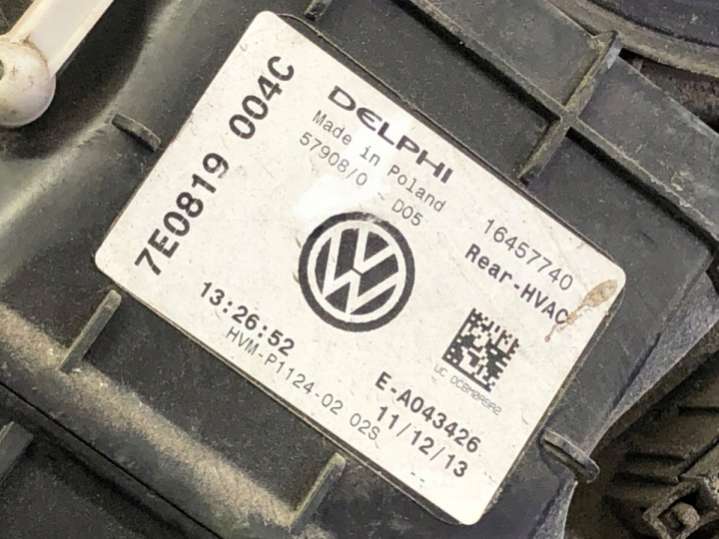 7E0819 004C
DELPHI
Made in Poland
57908/0 - D05
16457740
Rear-HVAC
13:26:52
HVM-P1124-02 02S
E-A043426
11/12/13